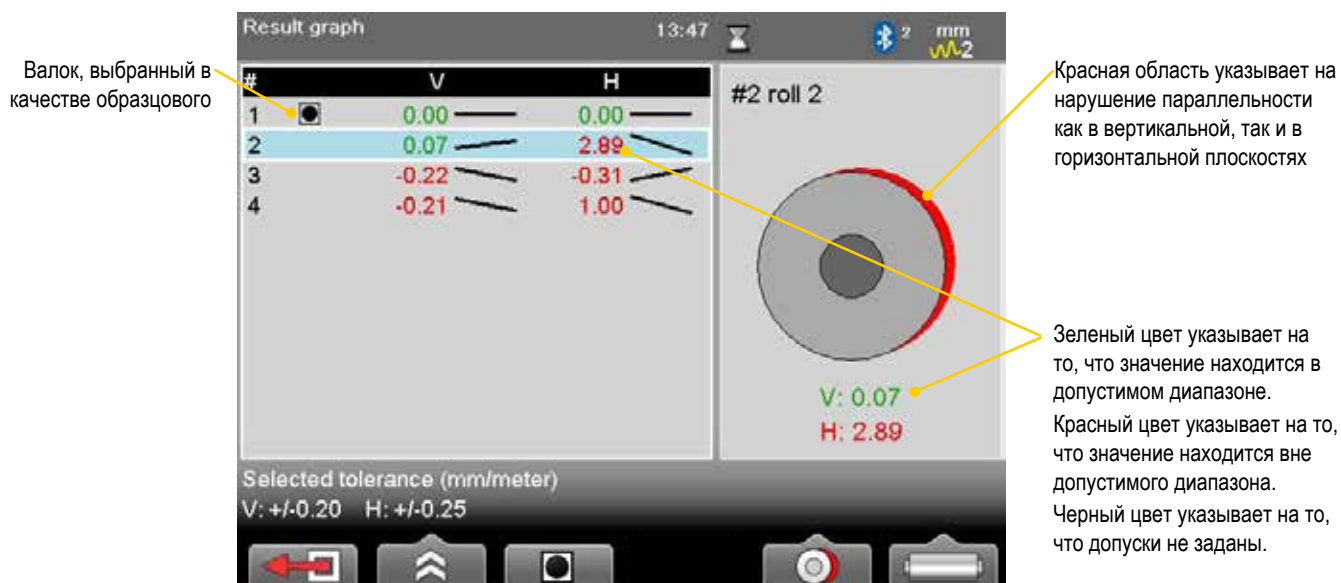 Result graph 13:47 2 mm
2
Валок, выбранный в
качестве образцового
# V H
1 0.00 0.00
2 0.07 2.89
3 -0.22 -0.31
4 -0.21 1.00
#2 roll 2
V: 0.07
H: 2.89
Selected tolerance (mm/meter)
V: +/-0.20 H: +/-0.25
Красная область указывает на
нарушение параллельности
как в вертикальной, так и в
горизонтальной плоскостях
Зеленый цвет указывает на
то, что значение находится в
допустимом диапазоне.
Красный цвет указывает на то,
что значение находится вне
допустимого диапазона.
Черный цвет указывает на то,
что допуски не заданы.